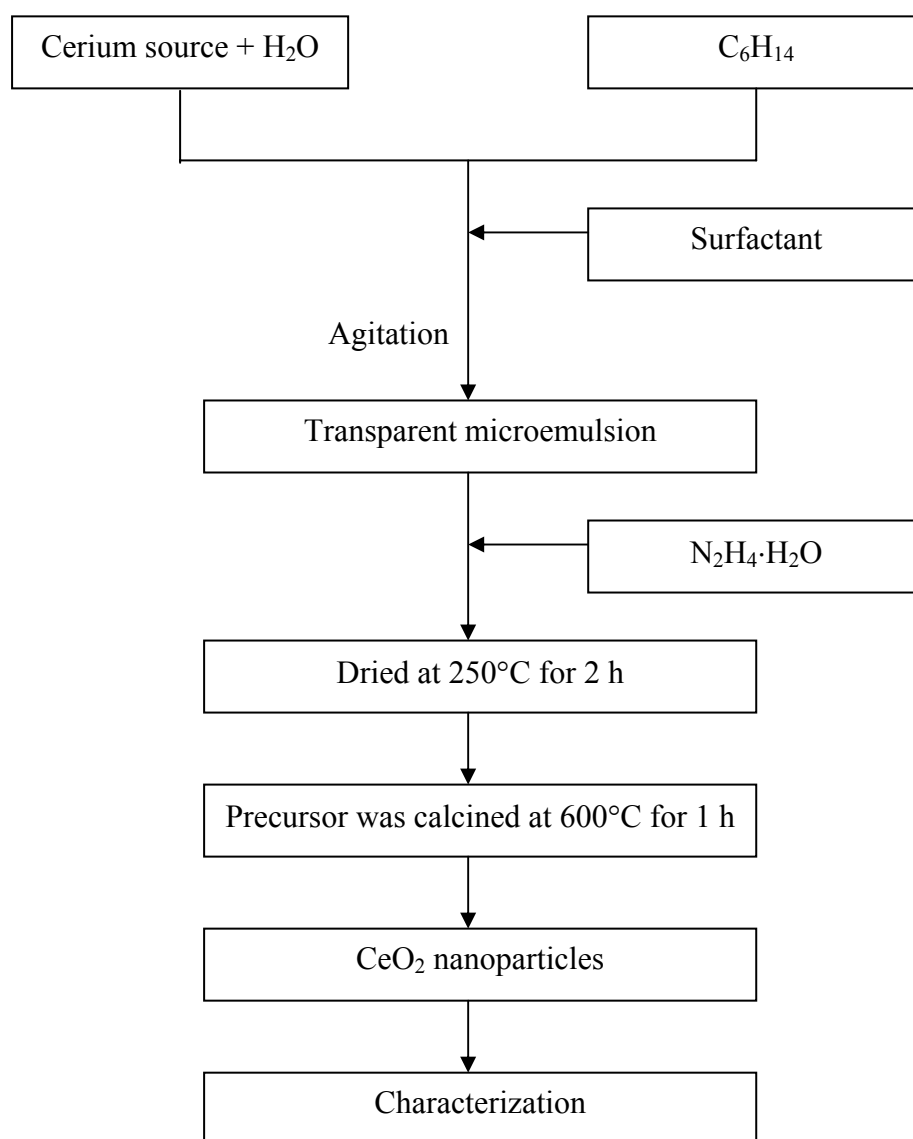 Cerium source + H₂O
C₆H₁₄
Surfactant
Agitation
Transparent microemulsion
N₂H₄·H₂O
Dried at 250°C for 2 h
Precursor was calcined at 600°C for 1 h
CeO₂ nanoparticles
Characterization